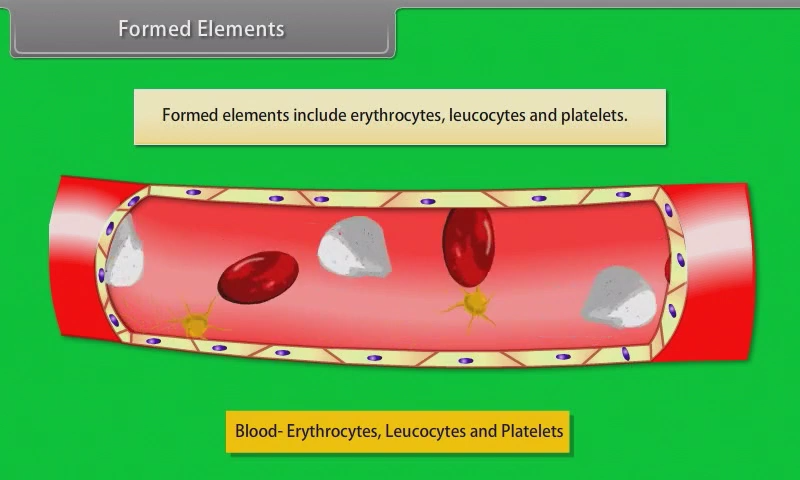 Formed Elements
Formed elements include erythrocytes, leucocytes and platelets.
Blood- Erythrocytes, Leucocytes and Platelets